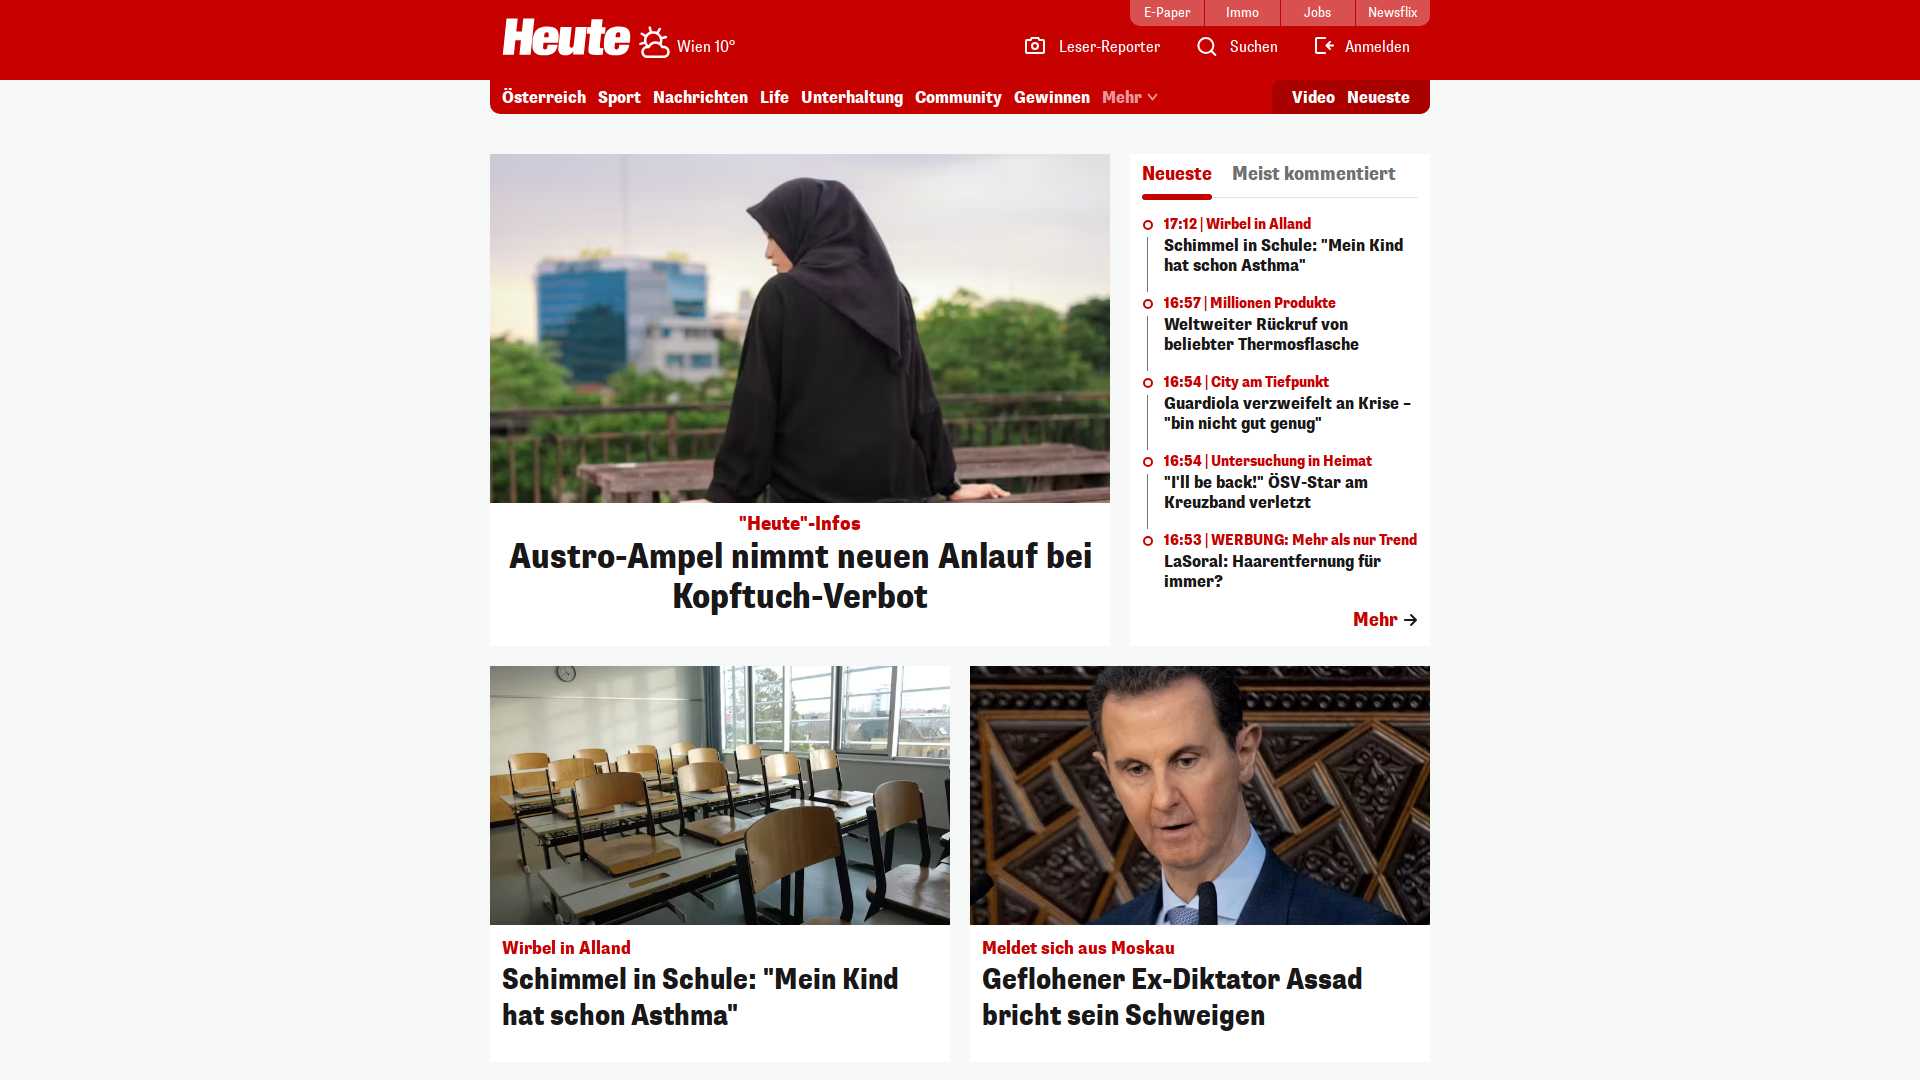 E-Paper
Immo
Jobs
Newsflix
Heute
Wien 10°
Leser-Reporter
Suchen
Anmelden
Österreich
Sport
Nachrichten
Life
Unterhaltung
Community
Gewinnen
Mehr
Video
Neueste
"Heute"-Infos
Austro-Ampel nimmt neuen Anlauf bei
Kopftuch-Verbot
Neueste
Meist kommentiert
17:12 | Wirbel in Alland
Schimmel in Schule: "Mein Kind
hat schon Asthma"
16:57 | Millionen Produkte
Weltweiter Rückruf von
beliebter Thermosflasche
16:54 | City am Tiefpunkt
Guardiola verzweifelt an Krise –
"bin nicht gut genug"
16:54 | Untersuchung in Heimat
"I'll be back!" ÖSV-Star am
Kreuzband verletzt
16:53 | WERBUNG: Mehr als nur Trend
LaSoral: Haarentfernung für
immer?
Mehr
Wirbel in Alland
Schimmel in Schule: "Mein Kind
hat schon Asthma"
Meldet sich aus Moskau
Geflohener Ex-Diktator Assad
bricht sein Schweigen